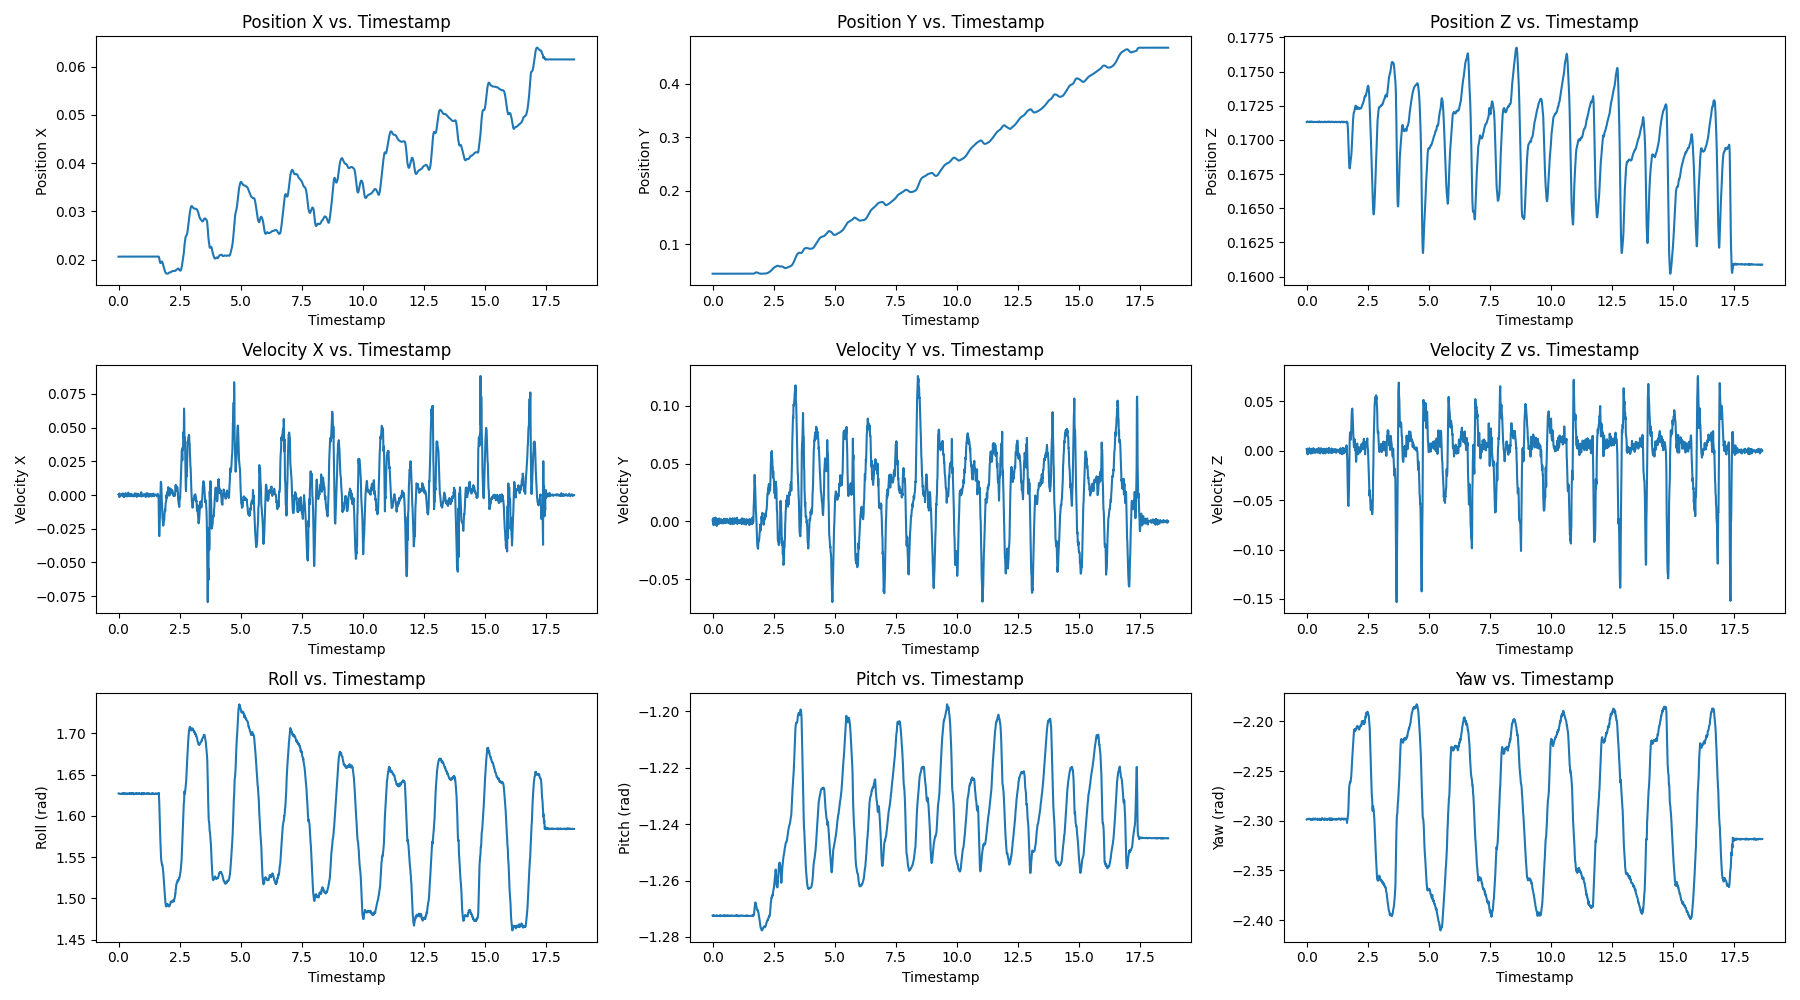 Position X vs. Timestamp
Position X
0.06
0.05
0.04
0.03
0.02
0.0 2.5 5.0 7.5 10.0 12.5 15.0 17.5
Timestamp
Position Y vs. Timestamp
Position Y
0.4
0.3
0.2
0.1
0.0 2.5 5.0 7.5 10.0 12.5 15.0 17.5
Timestamp
Position Z vs. Timestamp
Position Z
0.1775
0.1750
0.1725
0.1700
0.1675
0.1650
0.1625
0.1600
0.0 2.5 5.0 7.5 10.0 12.5 15.0 17.5
Timestamp
Velocity X vs. Timestamp
Velocity X
0.075
0.050
0.025
0.000
−0.025
−0.050
−0.075
0.0 2.5 5.0 7.5 10.0 12.5 15.0 17.5
Timestamp
Velocity Y vs. Timestamp
Velocity Y
0.10
0.05
0.00
−0.05
0.0 2.5 5.0 7.5 10.0 12.5 15.0 17.5
Timestamp
Velocity Z vs. Timestamp
Velocity Z
0.05
0.00
−0.05
−0.10
−0.15
0.0 2.5 5.0 7.5 10.0 12.5 15.0 17.5
Timestamp
Roll vs. Timestamp
Roll (rad)
1.70
1.65
1.60
1.55
1.50
1.45
0.0 2.5 5.0 7.5 10.0 12.5 15.0 17.5
Timestamp
Pitch vs. Timestamp
Pitch (rad)
−1.20
−1.22
−1.24
−1.26
−1.28
0.0 2.5 5.0 7.5 10.0 12.5 15.0 17.5
Timestamp
Yaw vs. Timestamp
Yaw (rad)
−2.20
−2.25
−2.30
−2.35
−2.40
0.0 2.5 5.0 7.5 10.0 12.5 15.0 17.5
Timestamp